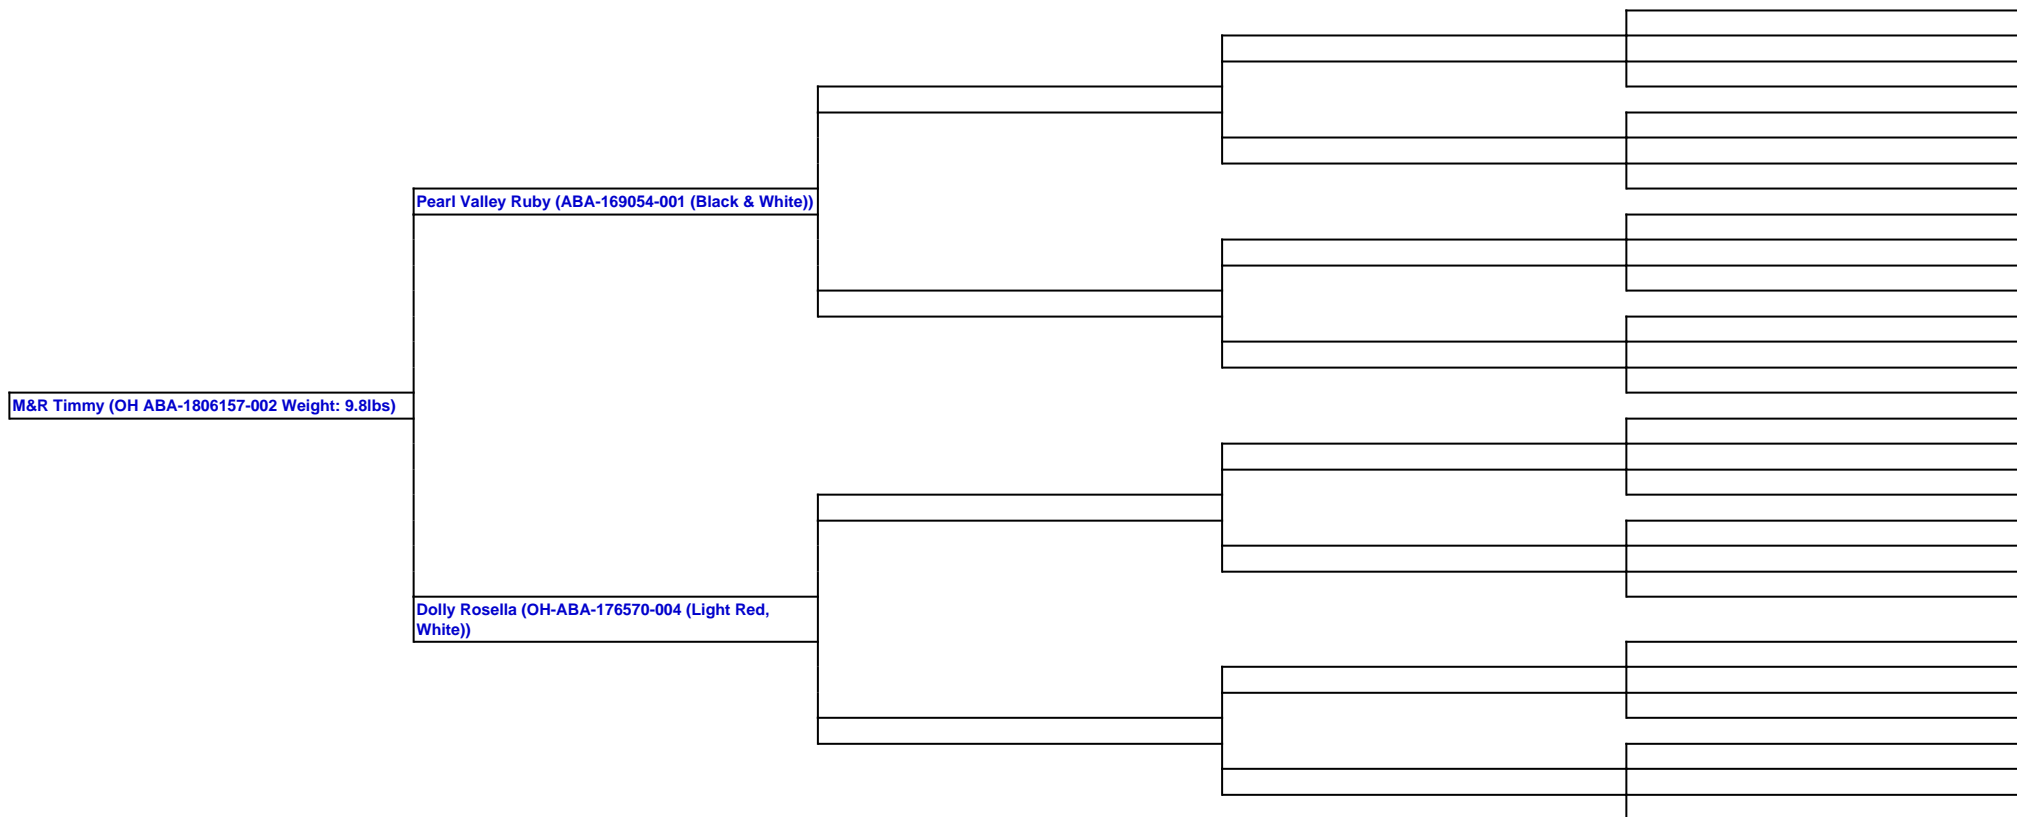 Pearl Valley Ruby (ABA-169054-001 (Black & White))
M&R Timmy (OH ABA-1806157-002 Weight: 9.8lbs)
Dolly Rosella (OH-ABA-176570-004 (Light Red,
White))